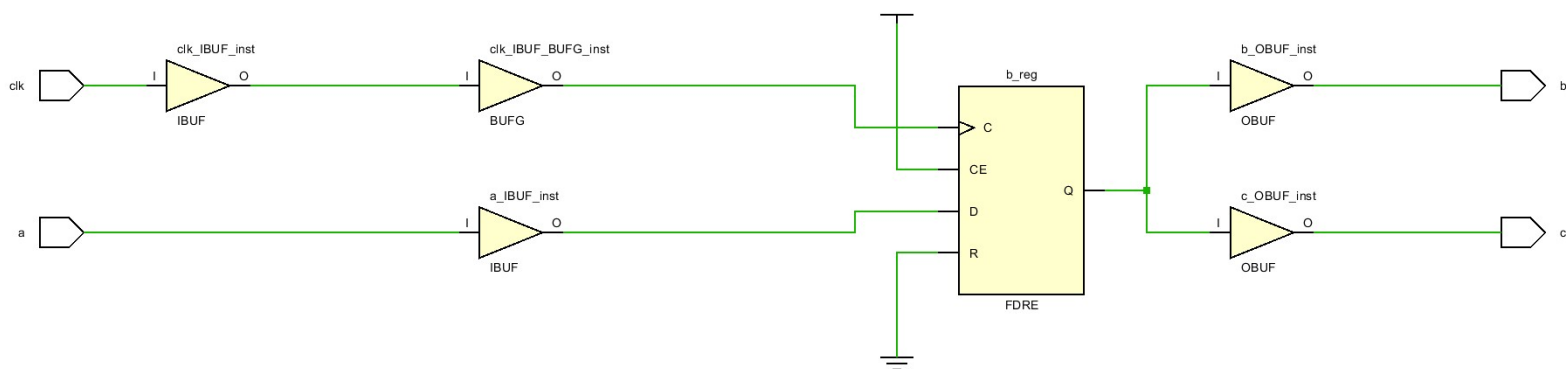 clk
I
clk_IBUF_inst
O
IBUF
I
clk_IBUF_BUFG_inst
O
BUFG
a
I
a_IBUF_inst
O
IBUF
b_reg
C
CE
D
R
Q
FDRE
I
b_OBUF_inst
O
OBUF
b
I
c_OBUF_inst
O
OBUF
c